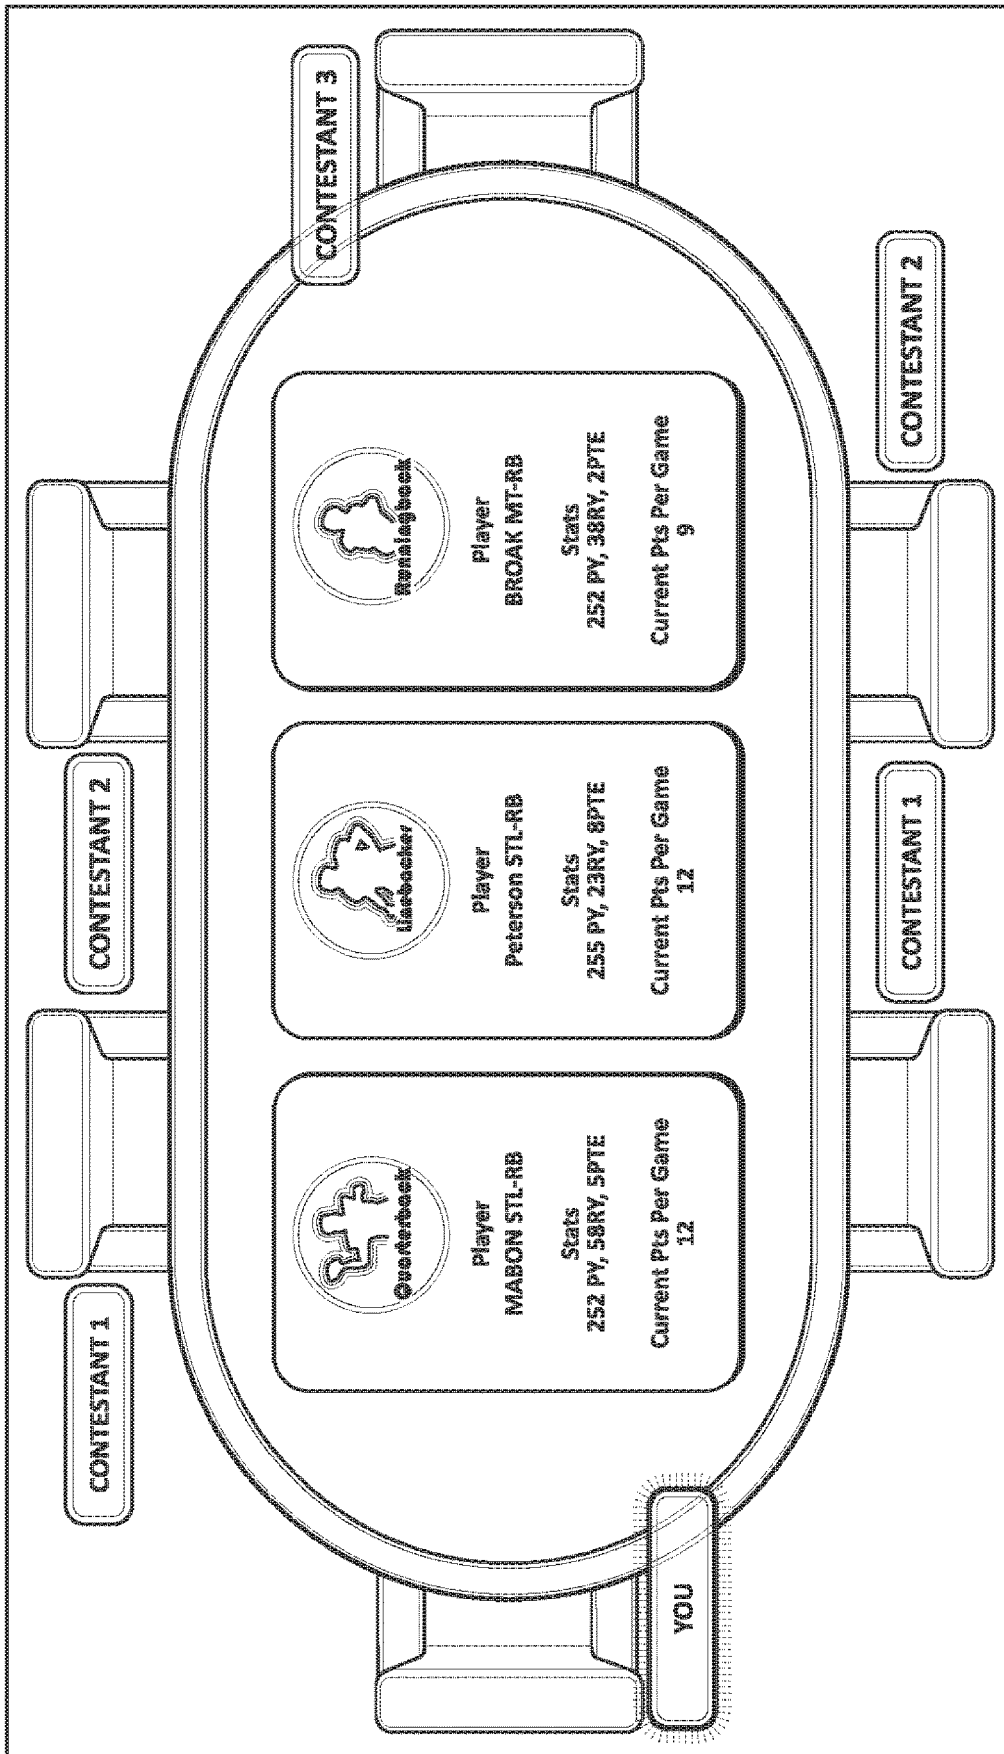 CONTESTANT 1
CONTESTANT 2
CONTESTANT 3
Quarterback
Player
MABON STL-RB
Stats
252 PY, 58RY, 5PTE
Current Pts Per Game
12
Linebacker
Player
Peterson STL-RB
Stats
255 PY, 23RY, 8PTE
Current Pts Per Game
12
Runningback
Player
BROAK MT-RB
Stats
252 PY, 38RY, 2PTE
Current Pts Per Game
9
YOU
CONTESTANT 1
CONTESTANT 2